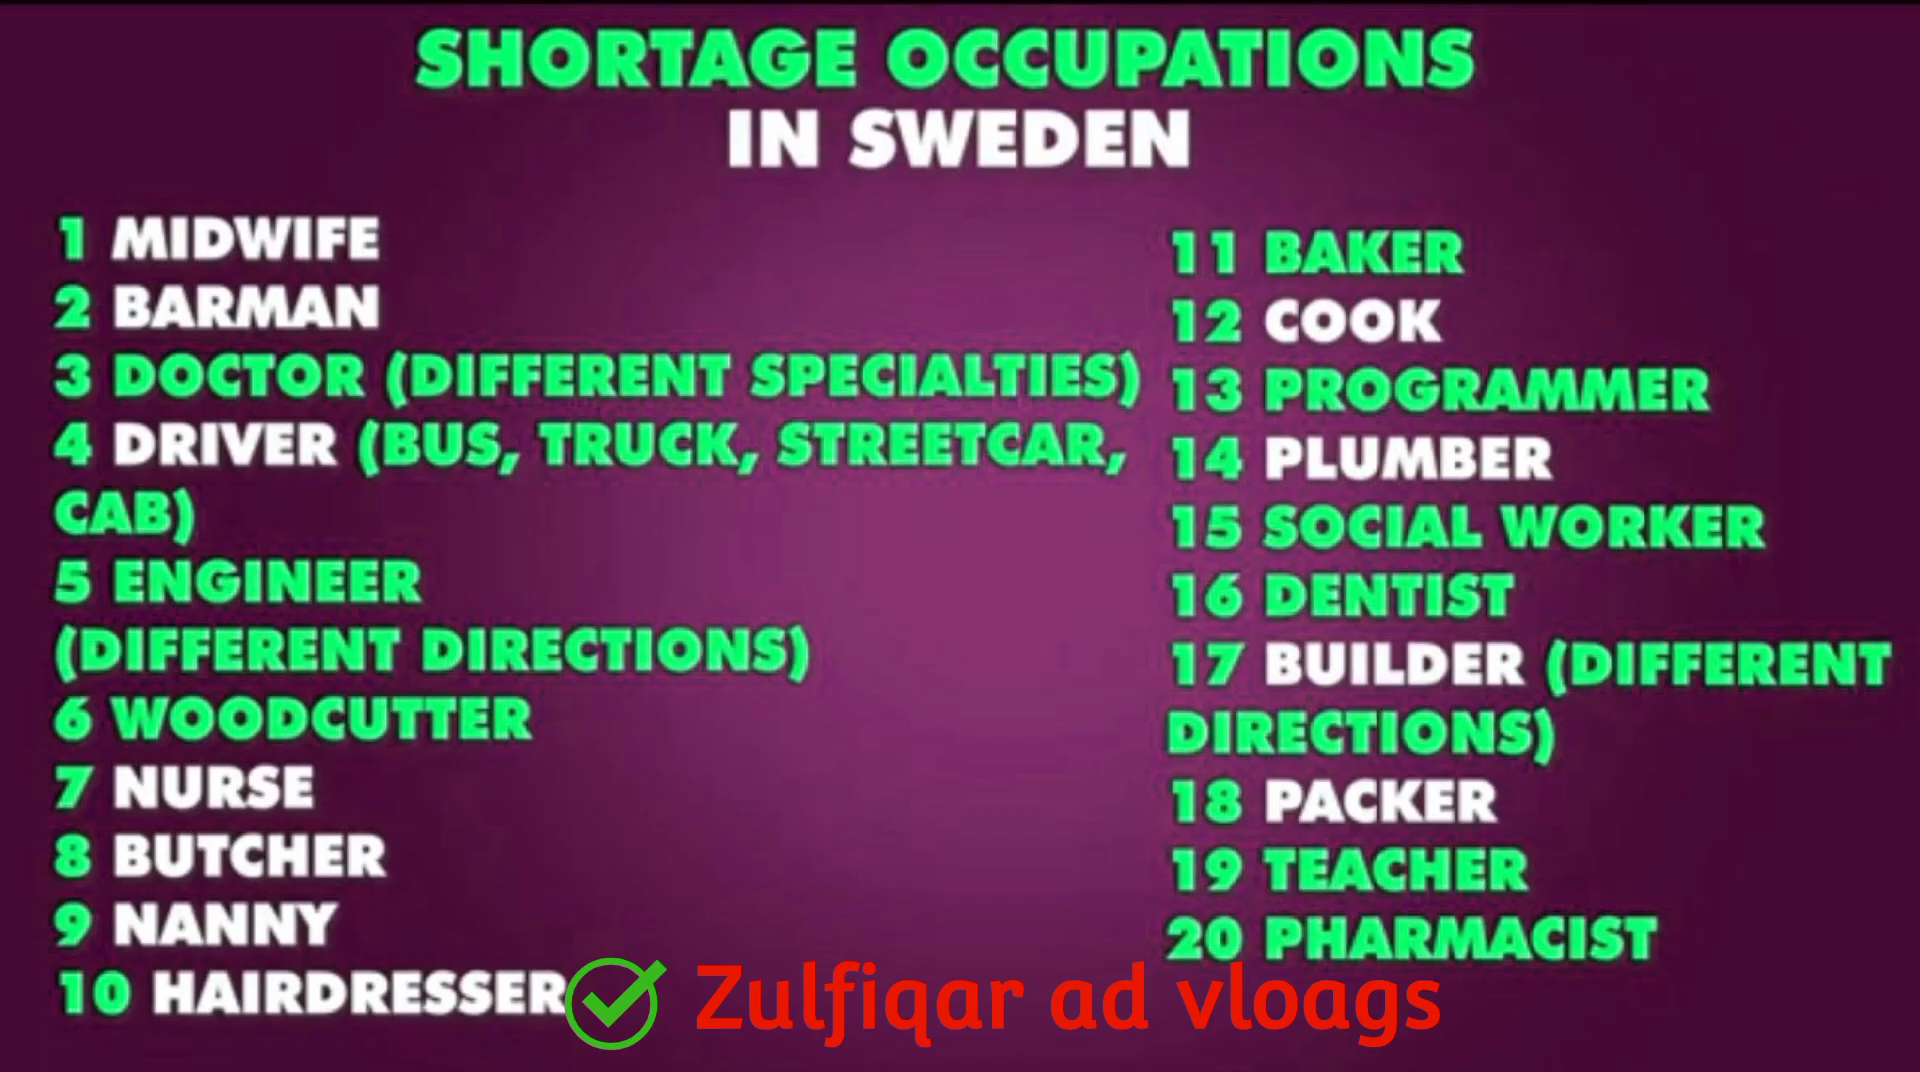 SHORTAGE OCCUPATIONS
IN SWEDEN
1 MIDWIFE
2 BARMAN
3 DOCTOR (DIFFERENT SPECIALTIES)
4 DRIVER (BUS, TRUCK, STREETCAR,
CAB)
5 ENGINEER
(DIFFERENT DIRECTIONS)
6 WOODCUTTER
7 NURSE
8 BUTCHER
9 NANNY
10 HAIRDRESSER
11 BAKER
12 COOK
13 PROGRAMMER
14 PLUMBER
15 SOCIAL WORKER
16 DENTIST
17 BUILDER (DIFFERENT
DIRECTIONS)
18 PACKER
19 TEACHER
20 PHARMACIST
Zulfiqar ad vloags